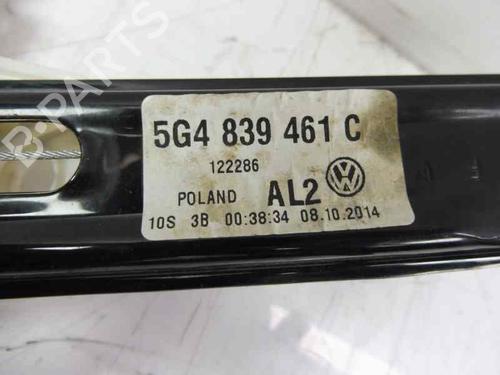 B-PARTS
5G4 839 461 C
122286
POLAND AL2
10S 3B 00:38:34 08.10.2014